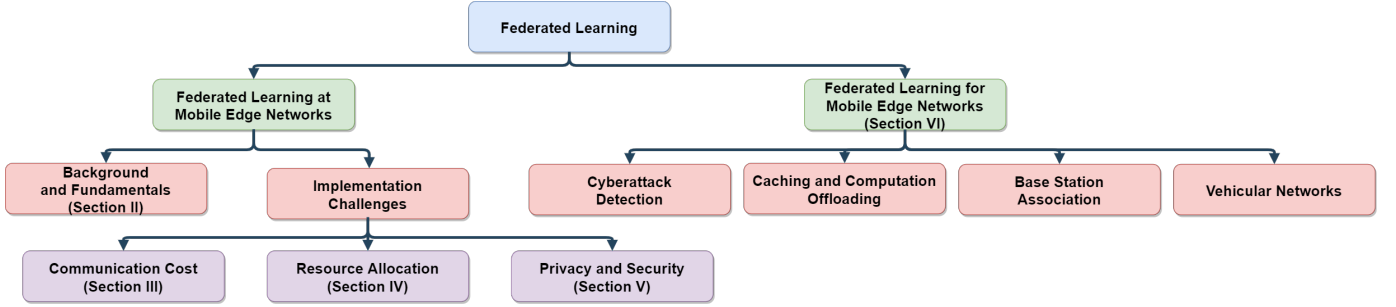 Federated Learning
Federated Learning at
Mobile Edge Networks
Federated Learning for
Mobile Edge Networks
(Section VI)
Background
and Fundamentals
(Section II)
Implementation
Challenges
Cyberattack
Detection
Caching and Computation
Offloading
Base Station
Association
Vehicular Networks
Communication Cost
(Section III)
Resource Allocation
(Section IV)
Privacy and Security
(Section V)